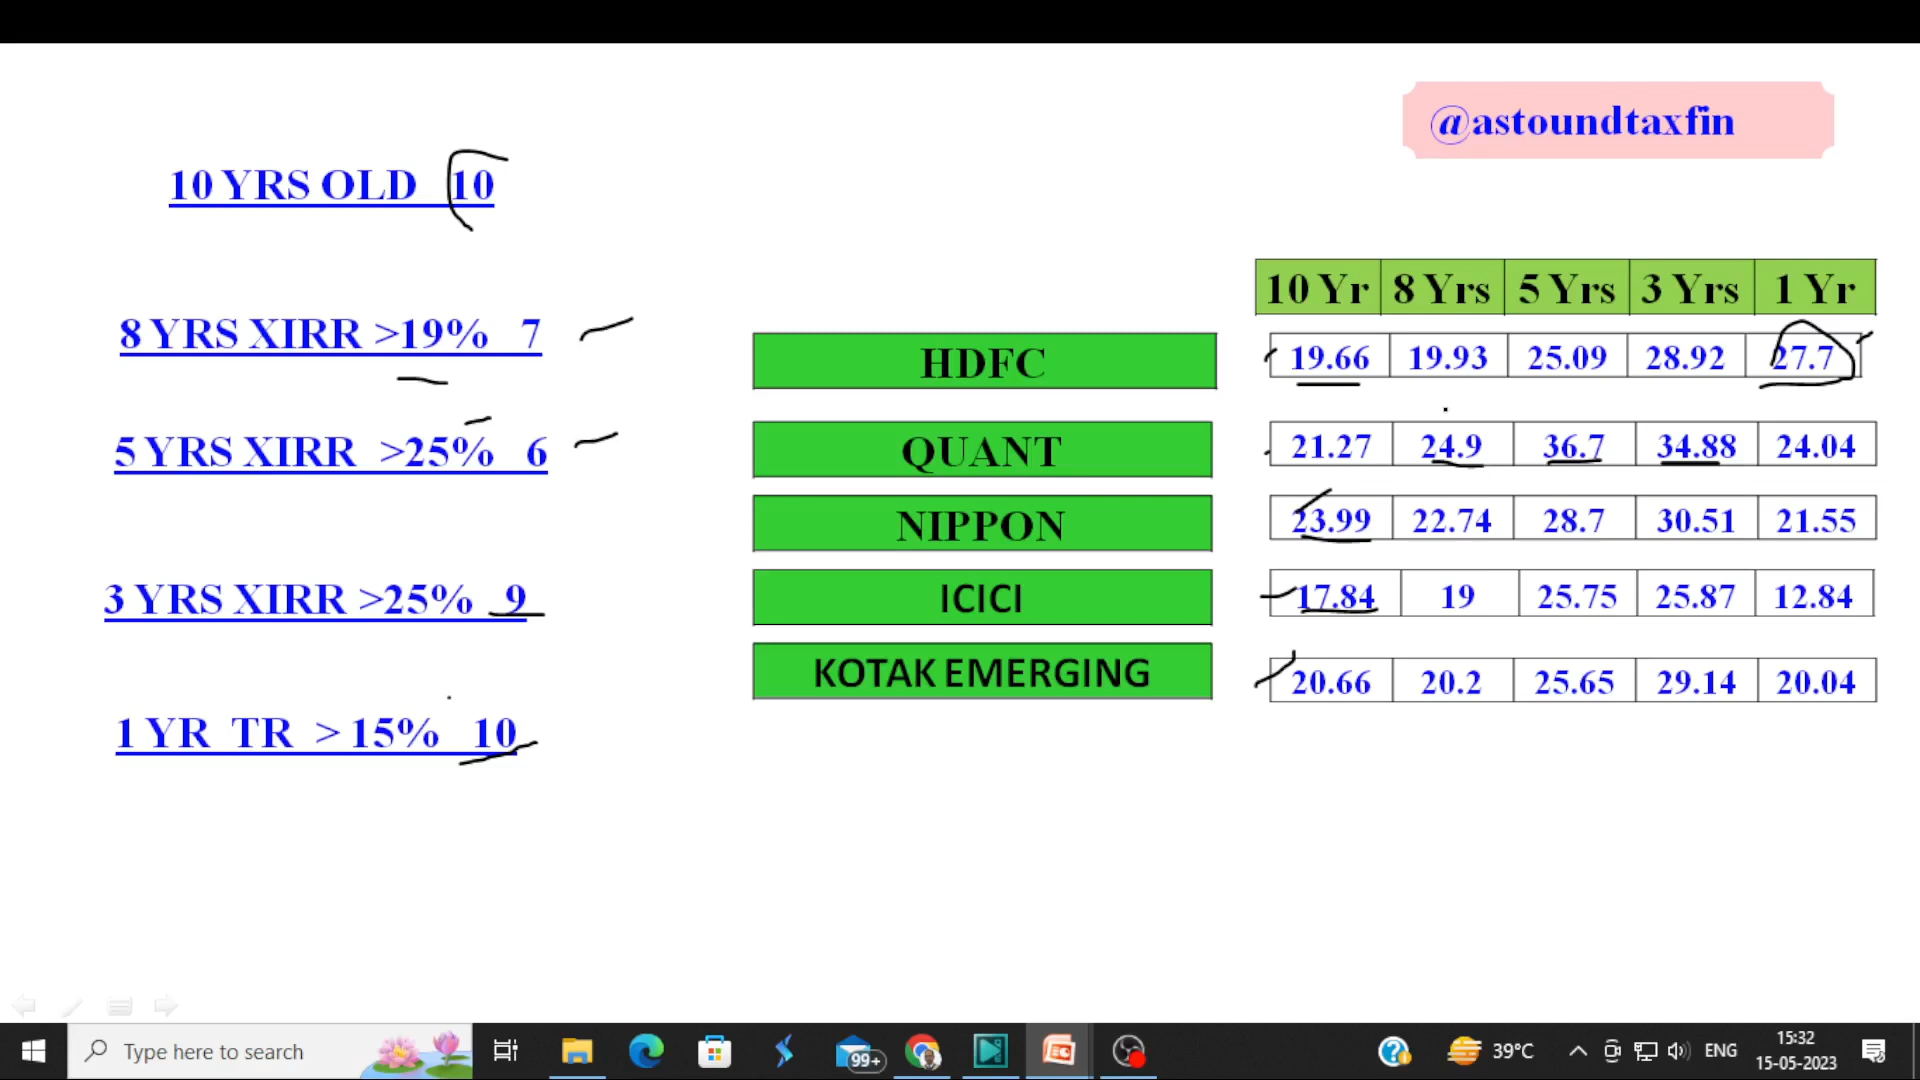 @astoundtaxfin
10 YRS OLD 10
8 YRS XIRR >19% 7
5 YRS XIRR >25% 6
3 YRS XIRR >25% 9
1 YR TR > 15% 10
10 Yr 8 Yrs 5 Yrs 3 Yrs 1 Yr
HDFC 19.66 19.93 25.09 28.92 27.7
QUANT 21.27 24.9 36.7 34.88 24.04
NIPPON 23.99 22.74 28.7 30.51 21.55
ICICI 17.84 19 25.75 25.87 12.84
KOTAK EMERGING 20.66 20.2 25.65 29.14 20.04
Type here to search
99+
39°C
ENG
15:32
15-05-2023